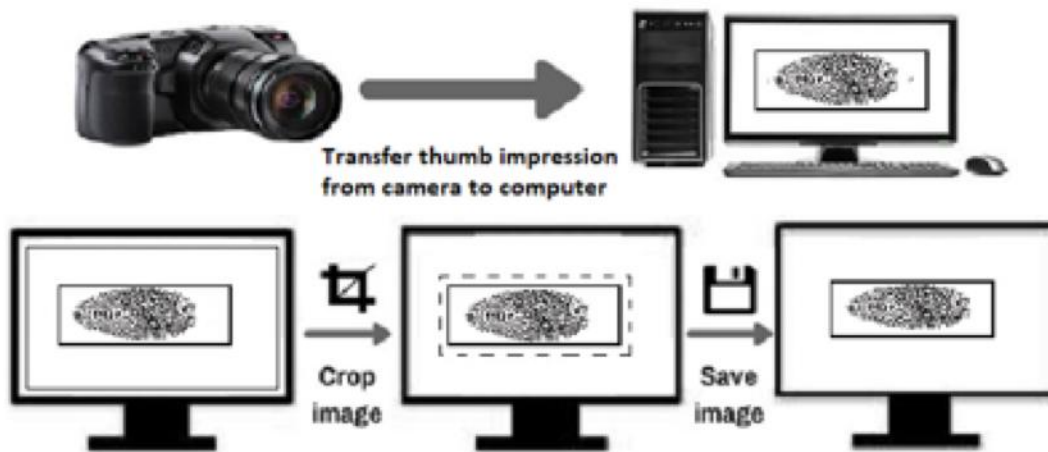 Transfer thumb impression
from camera to computer
Crop
image
Save
image